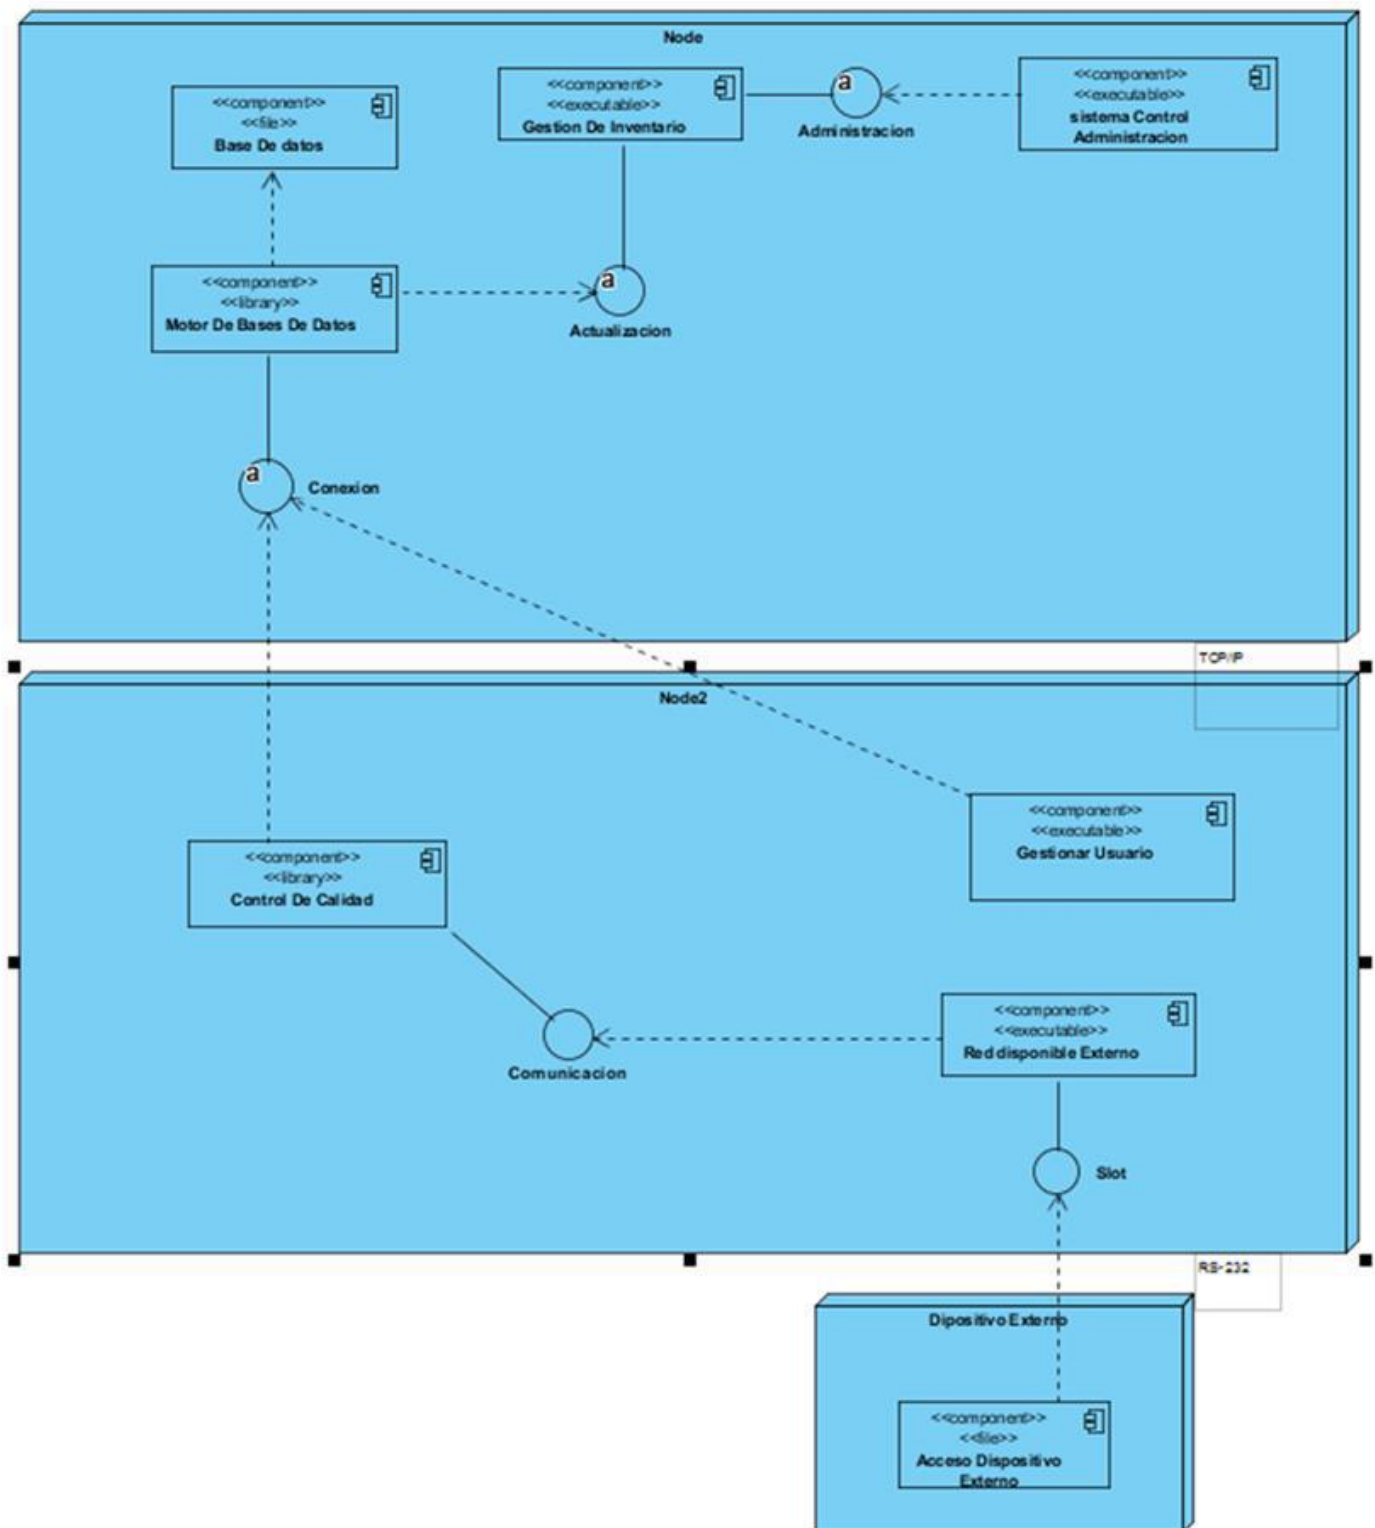 Node
<<component>>
<<file>>
Base De datos
<<component>>
<<executable>>
Gestion De Inventario
a
Administracion
<<component>>
<<executable>>
sistema Control
Administracion
<<component>>
<<library>>
Motor De Bases De Datos
a
Actualizacion
a
Conexion
TCP/IP
Node2
<<component>>
<<executable>>
Gestionar Usuario
<<component>>
<<library>>
Control De Calidad
<<component>>
<<executable>>
Red disponible Externo
Comunicacion
Slot
RS-232
Dipositivo Externo
<<component>>
<<file>>
Acceso Dispositivo
Externo